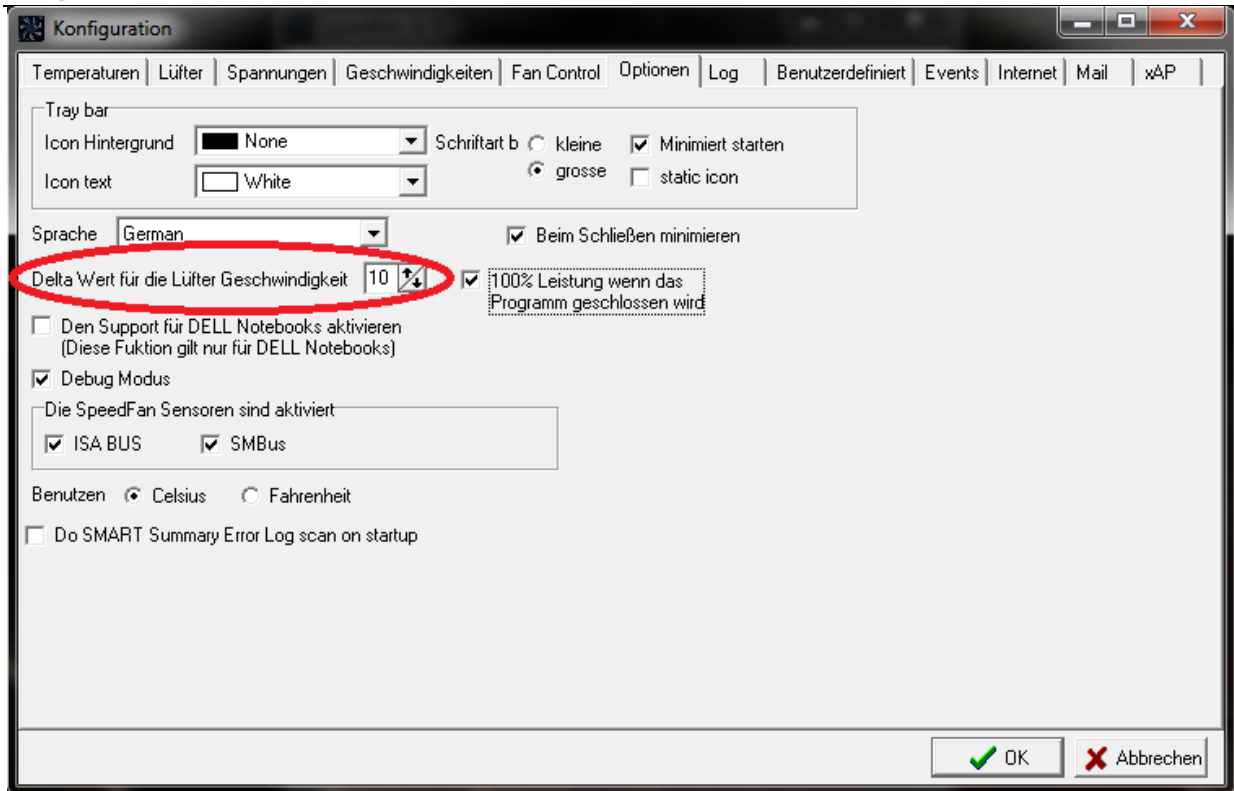 Konfiguration
Temperaturen Lüfter Spannungen Geschwindigkeiten Fan Control Optionen Log Benutzerdefiniert Events Internet Mail xAP
Tray bar
Icon Hintergrund None Schriftart b kleine Minimiert starten
Icon text White grosse static icon
Sprache German Beim Schließen minimieren
Delta Wert für die Lüfter Geschwindigkeit 10 100% Leistung wenn das
Programm geschlossen wird
Den Support für DELL Notebooks aktivieren
(Diese Fuktion gilt nur für DELL Notebooks)
Debug Modus
Die SpeedFan Sensoren sind aktiviert
ISA BUS SMBus
Benutzen Celsius Fahrenheit
Do SMART Summary Error Log scan on startup
OK Abbrechen